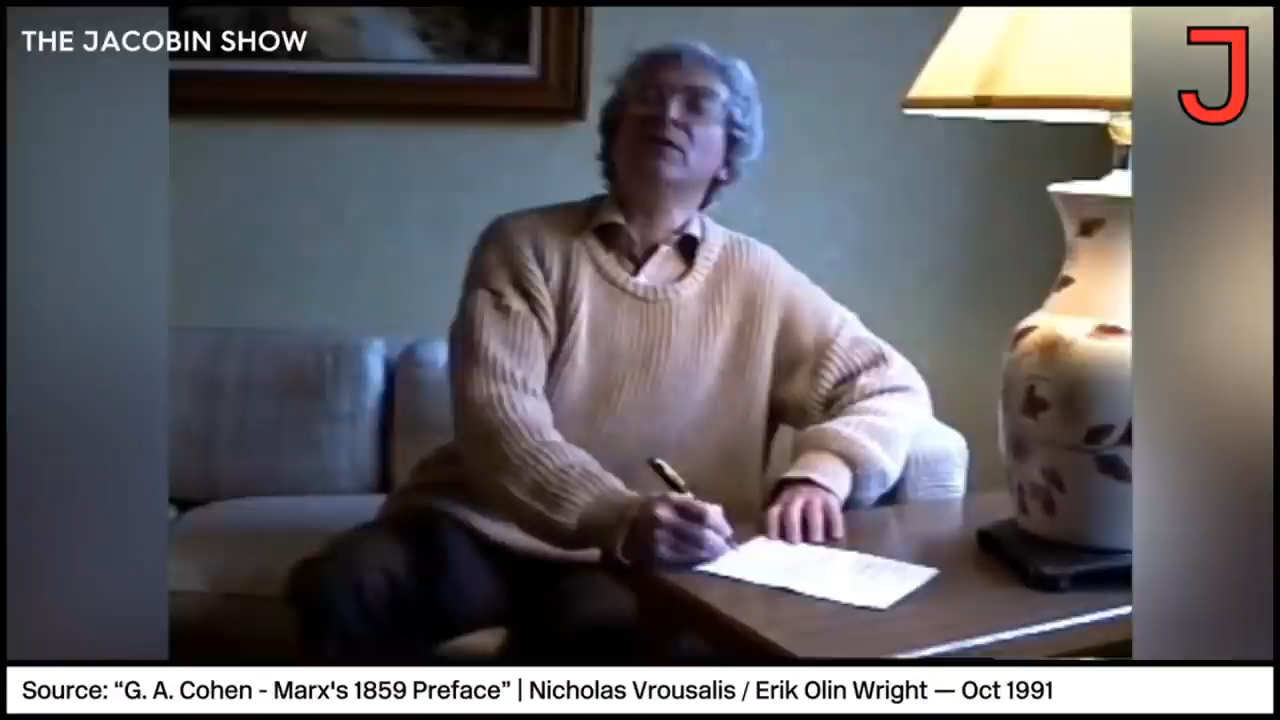 THE JACOBIN SHOW
J
Source: “G. A. Cohen - Marx's 1859 Preface” | Nicholas Vrousalis / Erik Olin Wright — Oct 1991